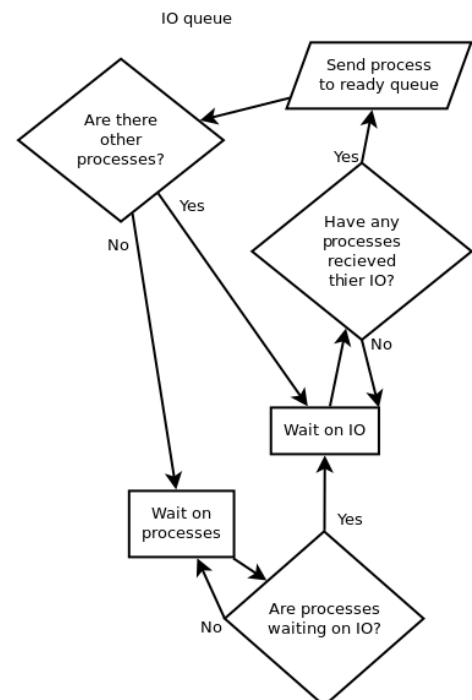 IO queue
Send process
to ready queue
Are there
other
processes?
Yes
Yes
No
Have any
processes
recieved
thier IO?
No
Wait on IO
Wait on
processes
Yes
Are processes
waiting on IO?
No